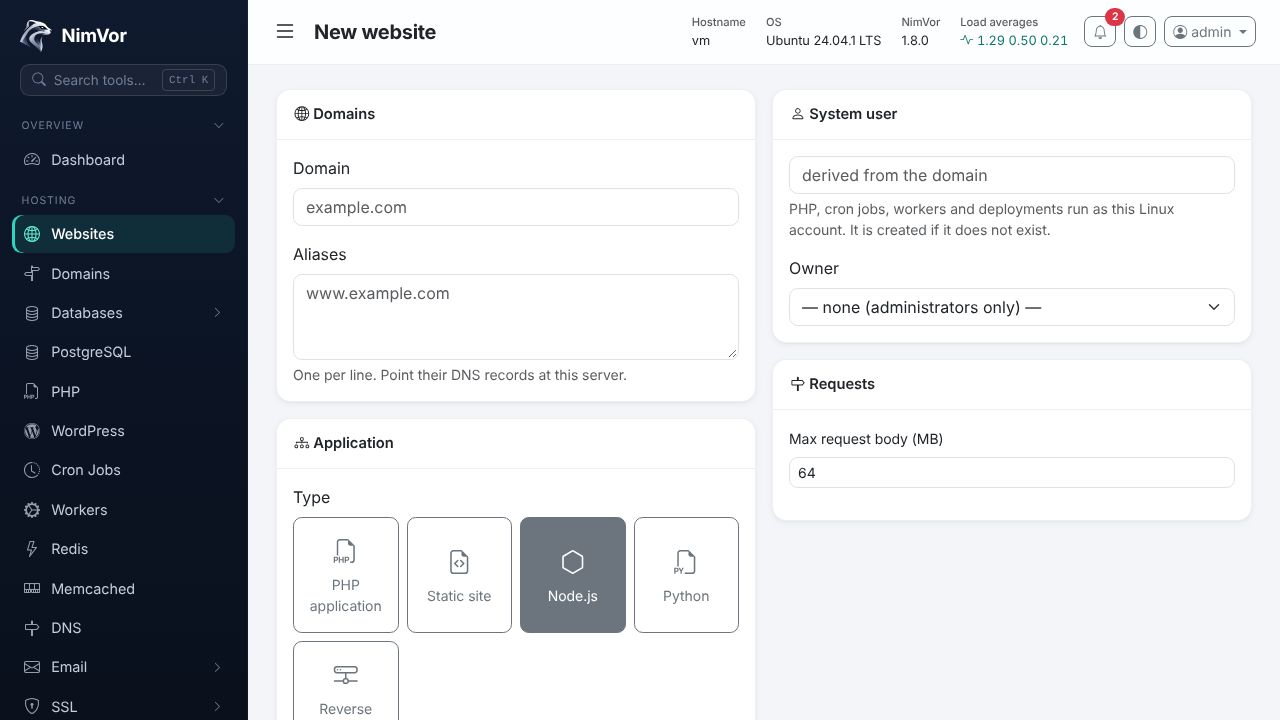 NimVor
Search tools...
Ctrl K
OVERVIEW
Dashboard
HOSTING
Websites
Domains
Databases
PostgreSQL
PHP
WordPress
Cron Jobs
Workers
Redis
Memcached
DNS
Email
SSL
New website
Hostname
vm
OS
Ubuntu 24.04.1 LTS
NimVor
1.8.0
Load averages
1.29 0.50 0.21
2
admin
Domains
Domain
example.com
Aliases
www.example.com
One per line. Point their DNS records at this server.
Application
Type
PHP
PHP
application
Static site
Node.js
PY
Python
Reverse
System user
derived from the domain
PHP, cron jobs, workers and deployments run as this Linux
account. It is created if it does not exist.
Owner
— none (administrators only) —
Requests
Max request body (MB)
64